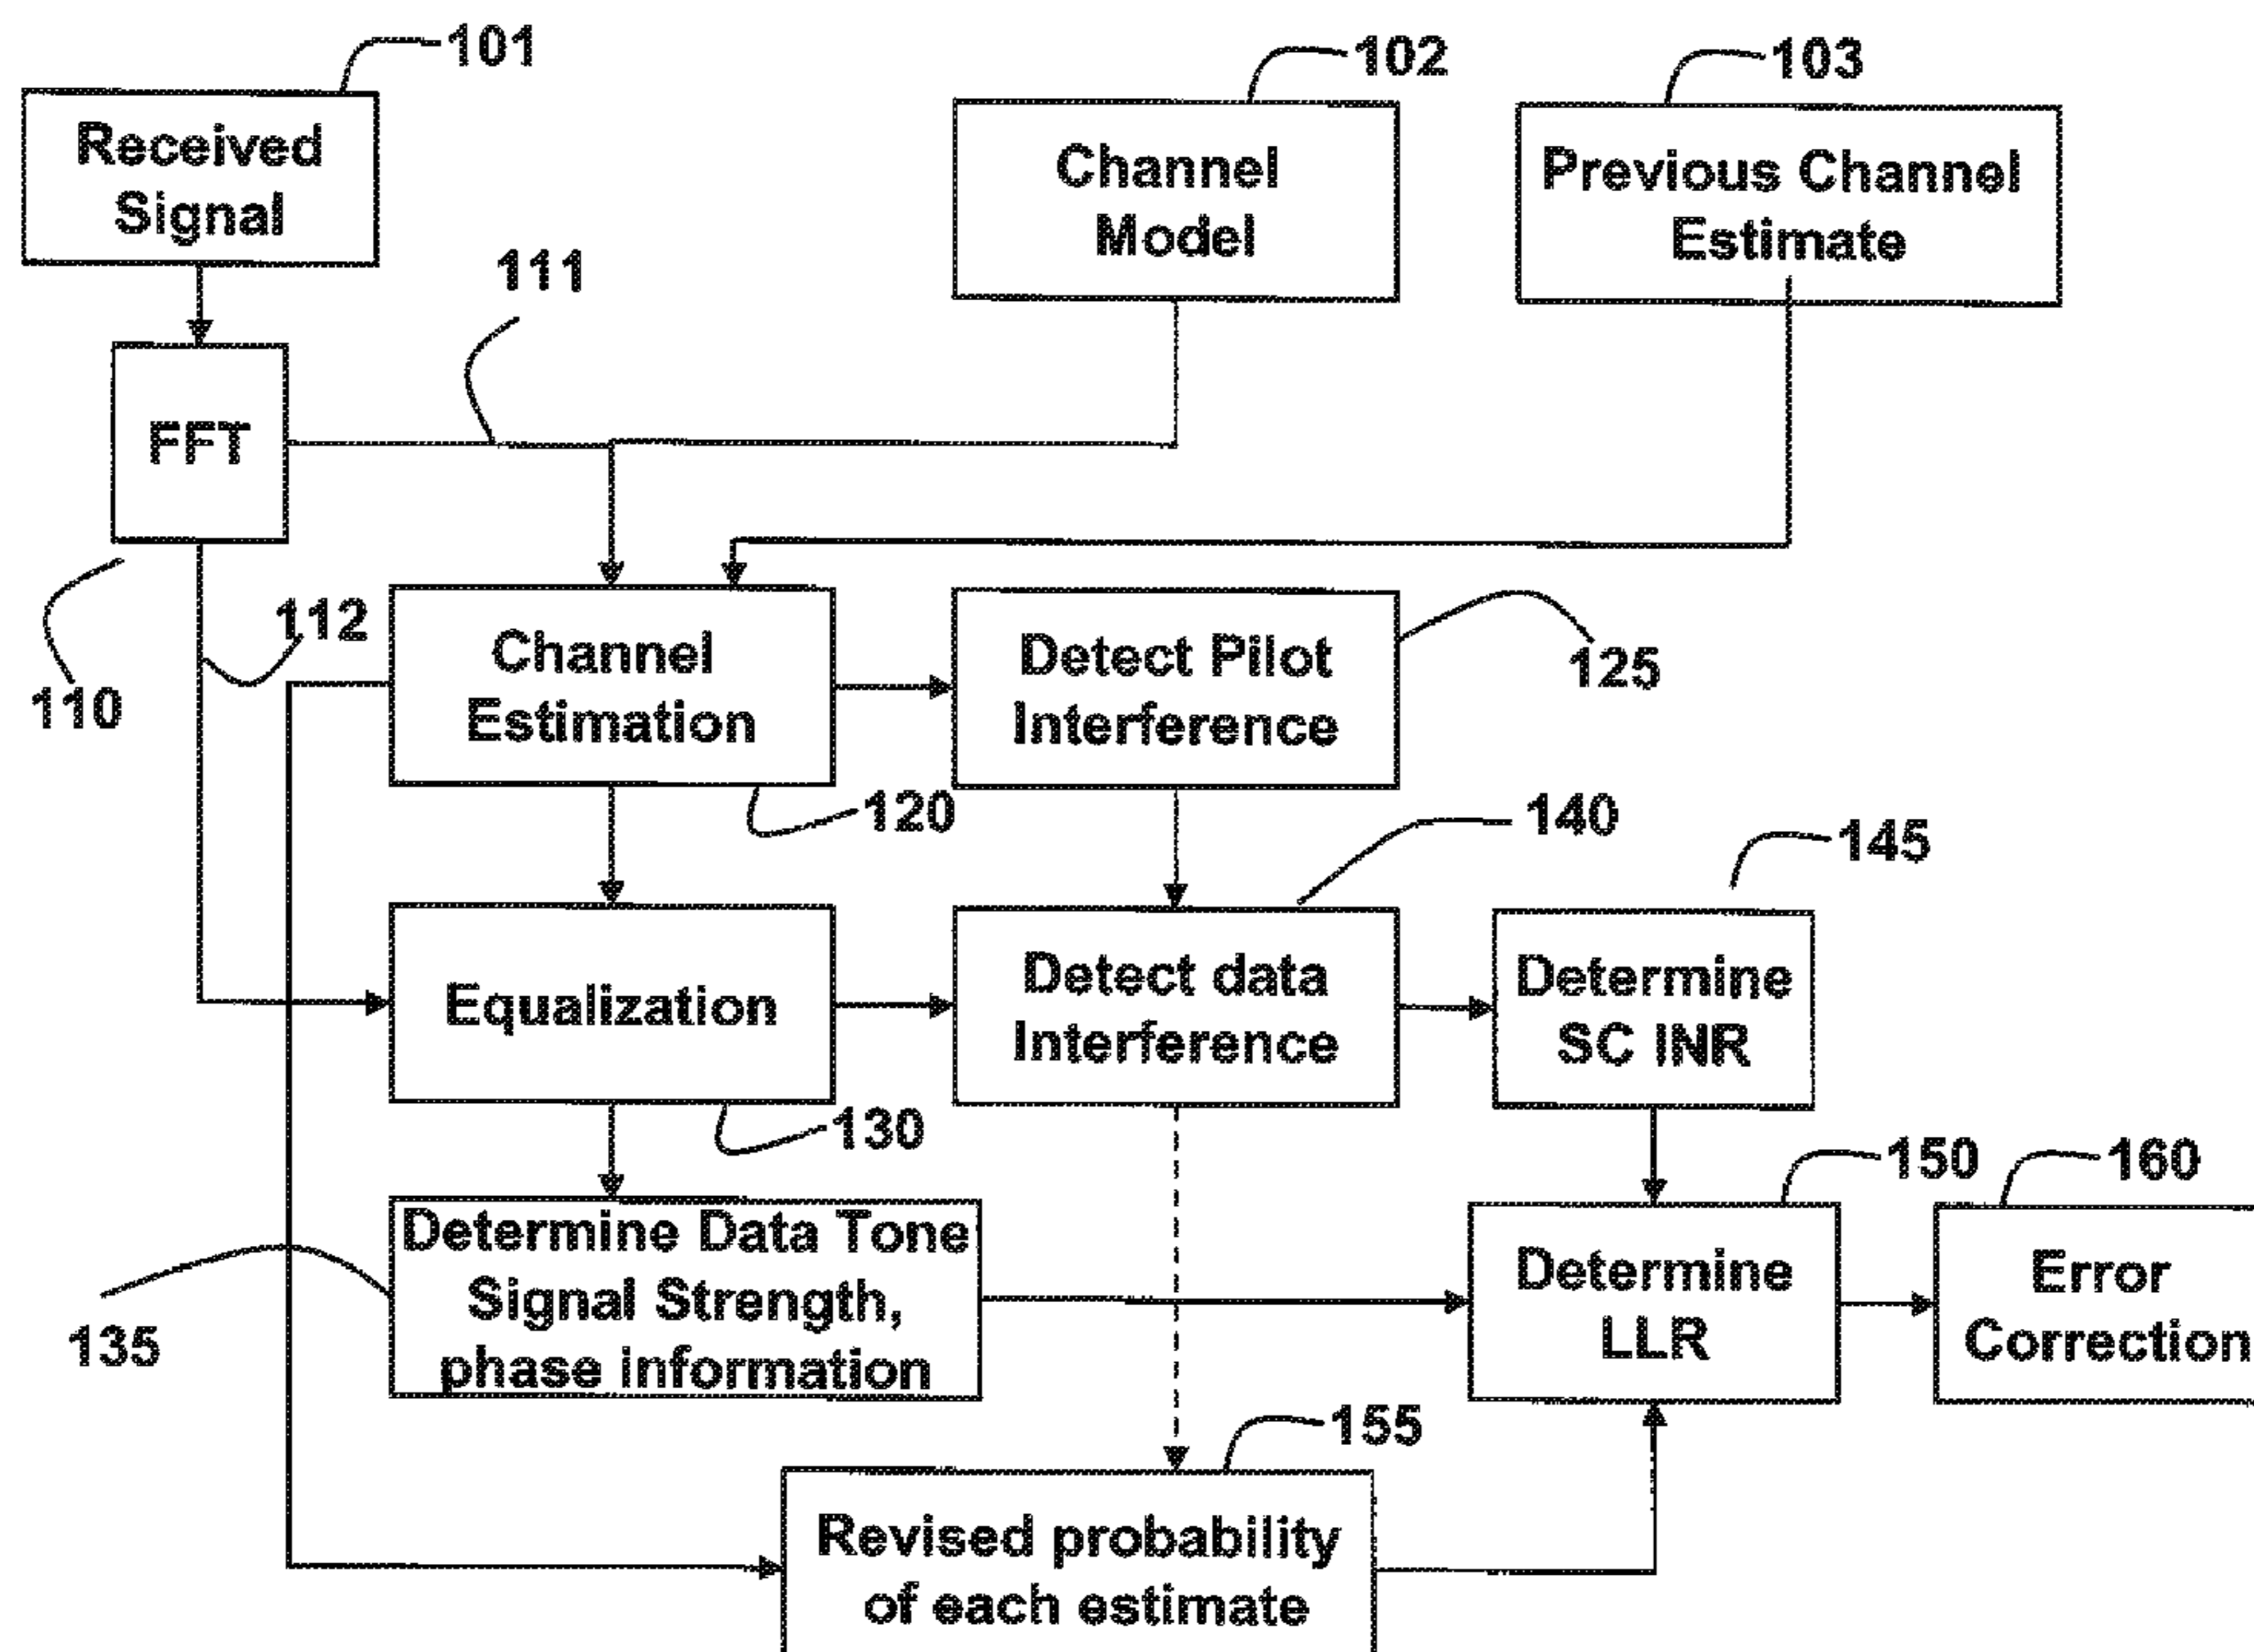 101
102
103
Received
Signal
Channel
Model
Previous Channel
Estimate
111
FFT
112
110
Channel
Estimation
Detect Pilot
Interference
125
120
140
145
Equalization
Detect data
Interference
Determine
SC INR
130
150
160
Determine Data Tone
Signal Strength,
phase information
135
Determine
LLR
Error
Correction
155
Revised probability
of each estimate